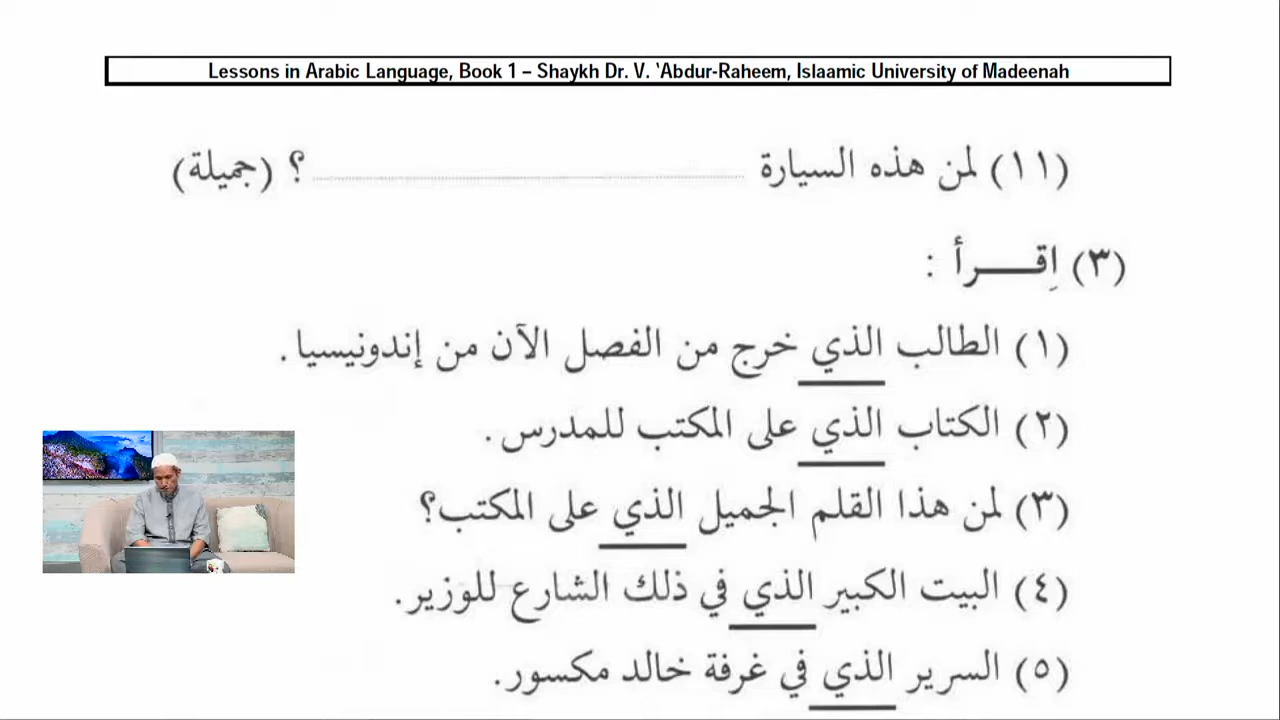 Lessons in Arabic Language, Book 1 – Shaykh Dr. V. ‛Abdur-Raheem, Islaamic University of Madeenah
(١١) لمن هذه السيارة ........................ ؟ (جميلة)
(٣) اِقـــرأ :
(١) الطالب الذي خرج من الفصل الآن من إندونيسيا .
(٢) الكتاب الذي على المكتب للمدرس .
(٣) لمن هذا القلم الجميل الذي على المكتب؟
(٤) البيت الكبير الذي في ذلك الشارع للوزير .
(٥) السرير الذي في غرفة خالد مكسور .